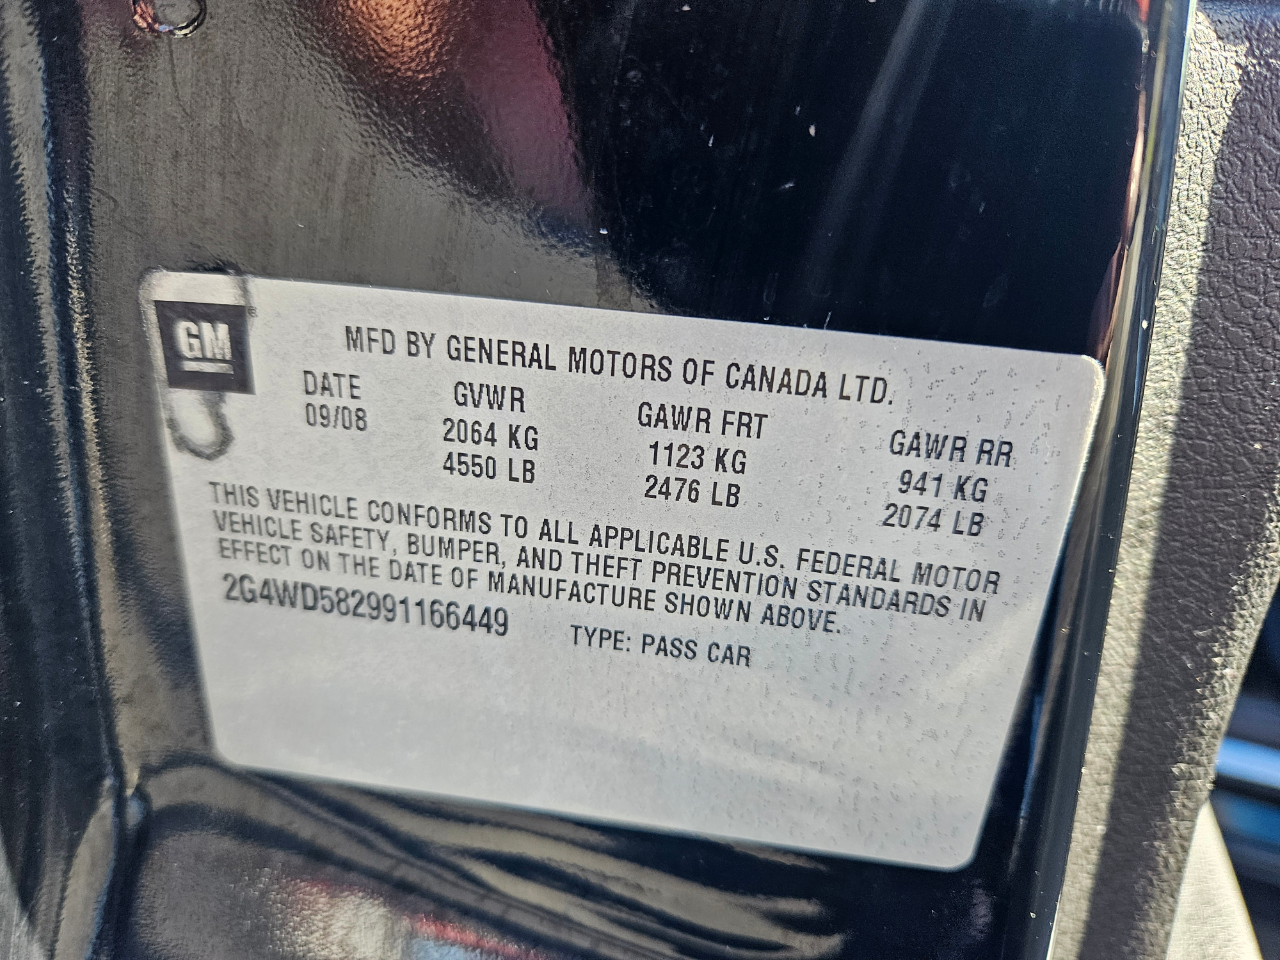 GM
MFD BY GENERAL MOTORS OF CANADA LTD.
DATE GVWR GAWR FRT GAWR RR
09/08 2064 KG 1123 KG 941 KG
4550 LB 2476 LB 2074 LB
THIS VEHICLE CONFORMS TO ALL APPLICABLE U.S. FEDERAL MOTOR
VEHICLE SAFETY, BUMPER, AND THEFT PREVENTION STANDARDS IN
EFFECT ON THE DATE OF MANUFACTURE SHOWN ABOVE.
2G4WD582991166449 TYPE: PASS CAR